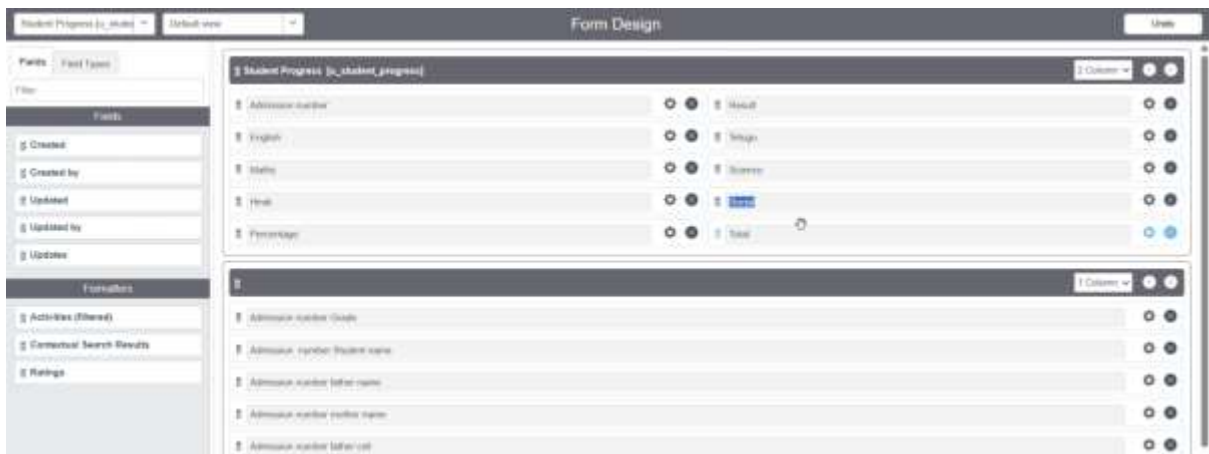 Student Progress [u_stude
Default view
Form Design
Undo
Fields
Field Types
Filter
Fields
Created
Created by
Updated
Updated by
Updates
Formatters
Activities (filtered)
Contextual Search Results
Ratings
Student Progress [u_student_progress]
2 Column
Admission number
Result
English
Telugu
Maths
Science
Hindi
Percentage
Total
1 Column
Admission number Grade
Admission number Student name
Admission number father name
Admission number mother name
Admission number father cell